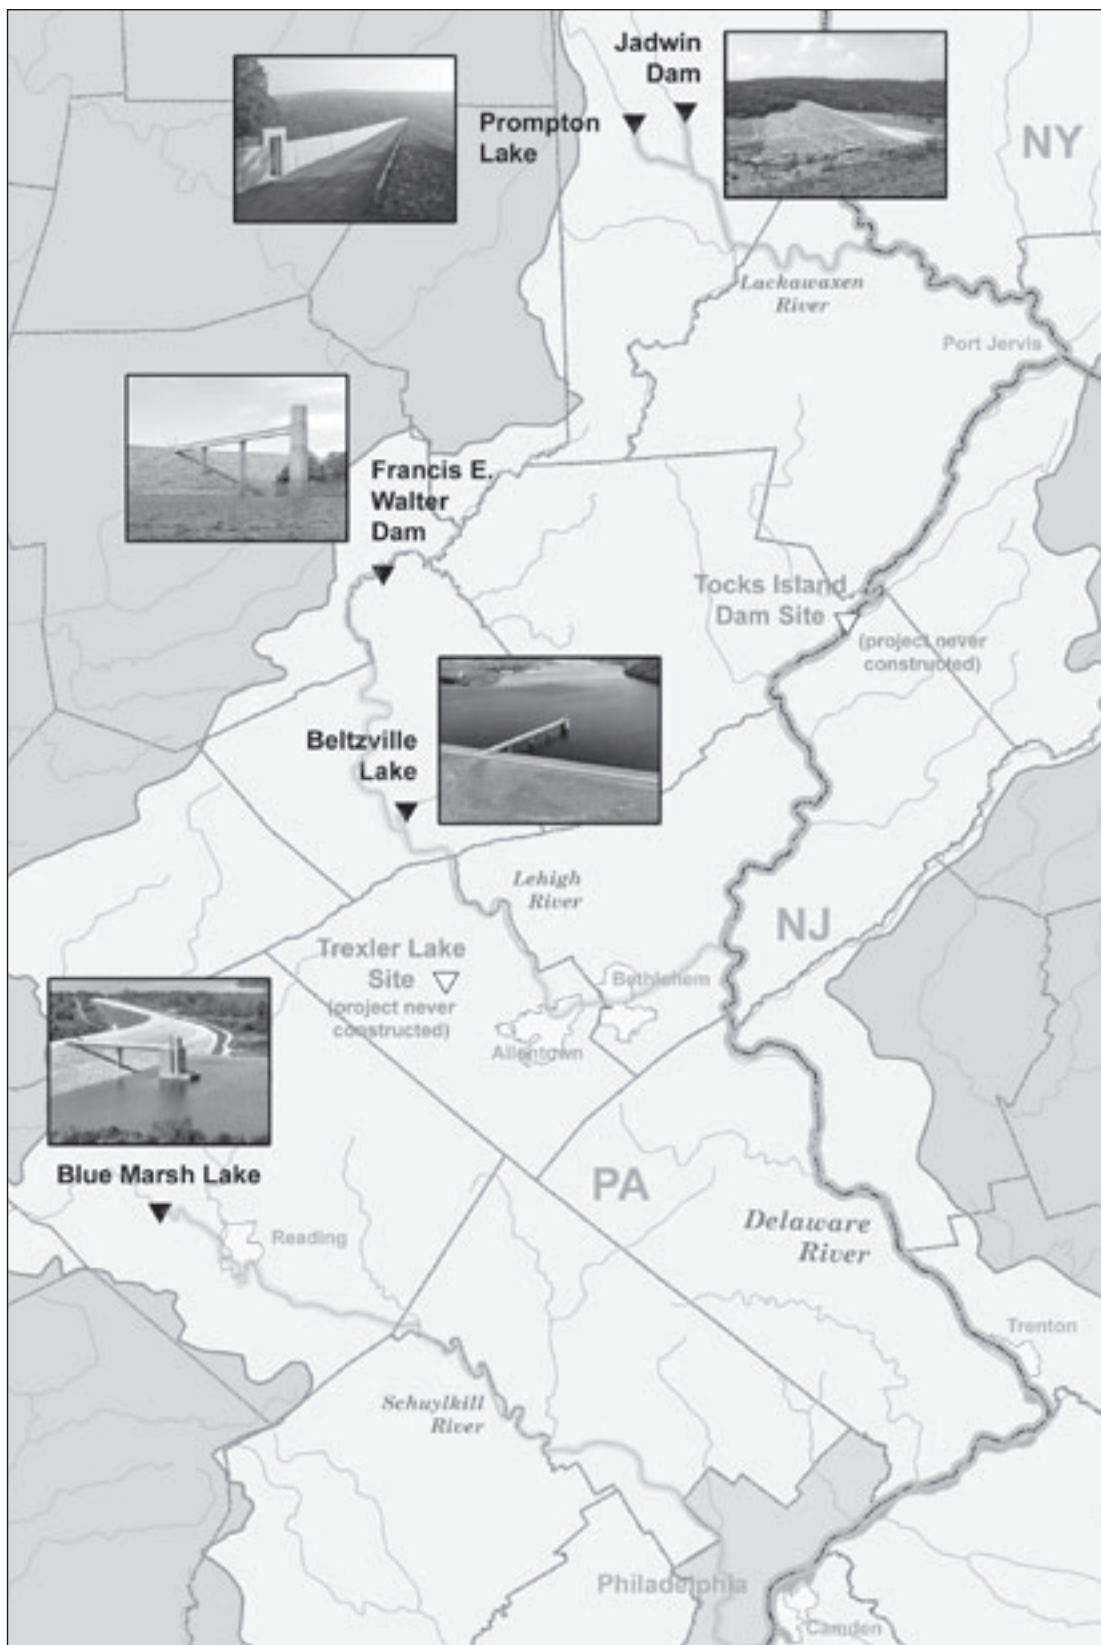 Jadwin
Dam
Prompton
Lake
NY
Lackawaxen
River
Port Jervis
Francis E.
Walter
Dam
Tocks Island
Dam Site
(project never
constructed)
Beltzville
Lake
Lehigh
River
NJ
Trexler Lake
Site
(project never
constructed)
Bethlehem
Allentown
Blue Marsh Lake
PA
Reading
Delaware
River
Trenton
Schuylkill
River
Philadelphia
Camden